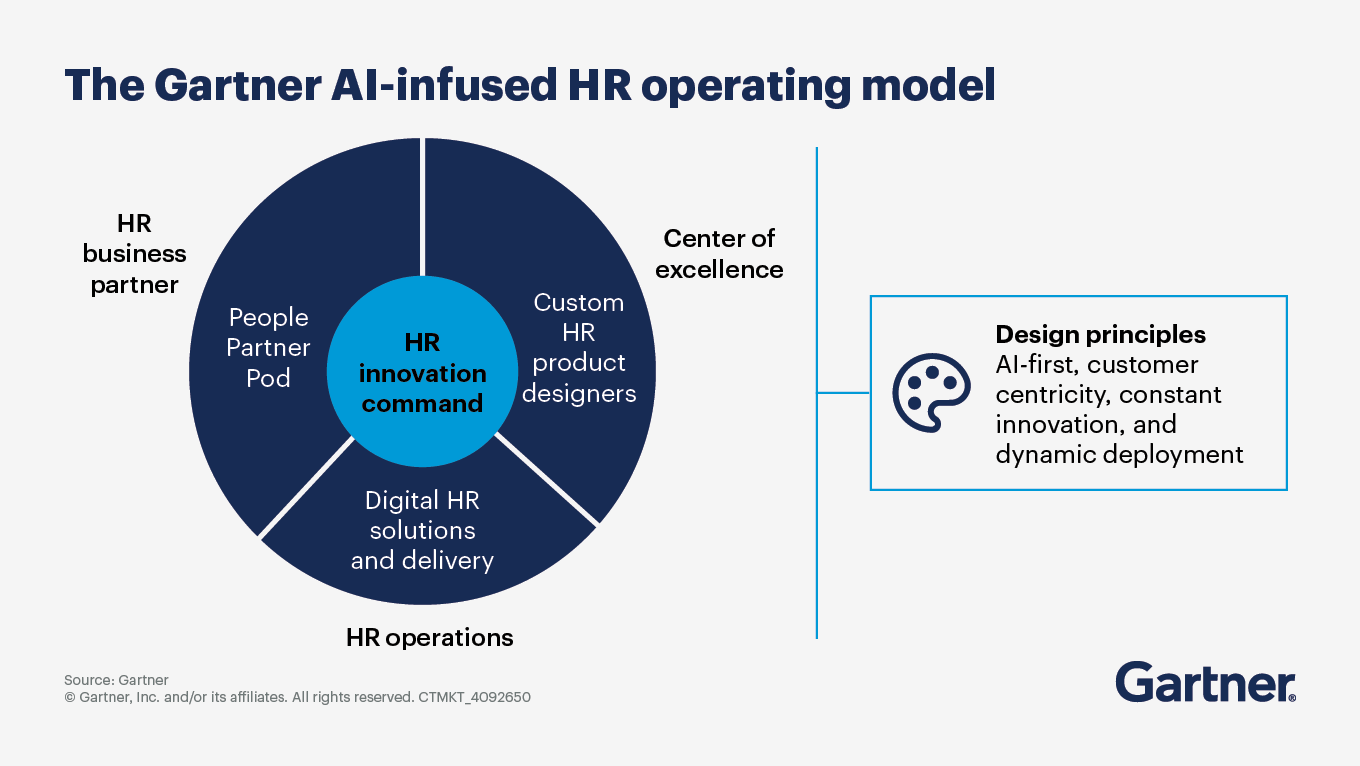 The Gartner AI-infused HR operating model
HR
business
partner
Center of
excellence
People
Partner
Pod
HR
innovation
command
Custom
HR
product
designers
Digital HR
solutions
and delivery
HR operations
Design principles
AI-first, customer
centricity, constant
innovation, and
dynamic deployment
Source: Gartner
© Gartner, Inc. and/or its affiliates. All rights reserved. CTMKT_4092650
Gartner®